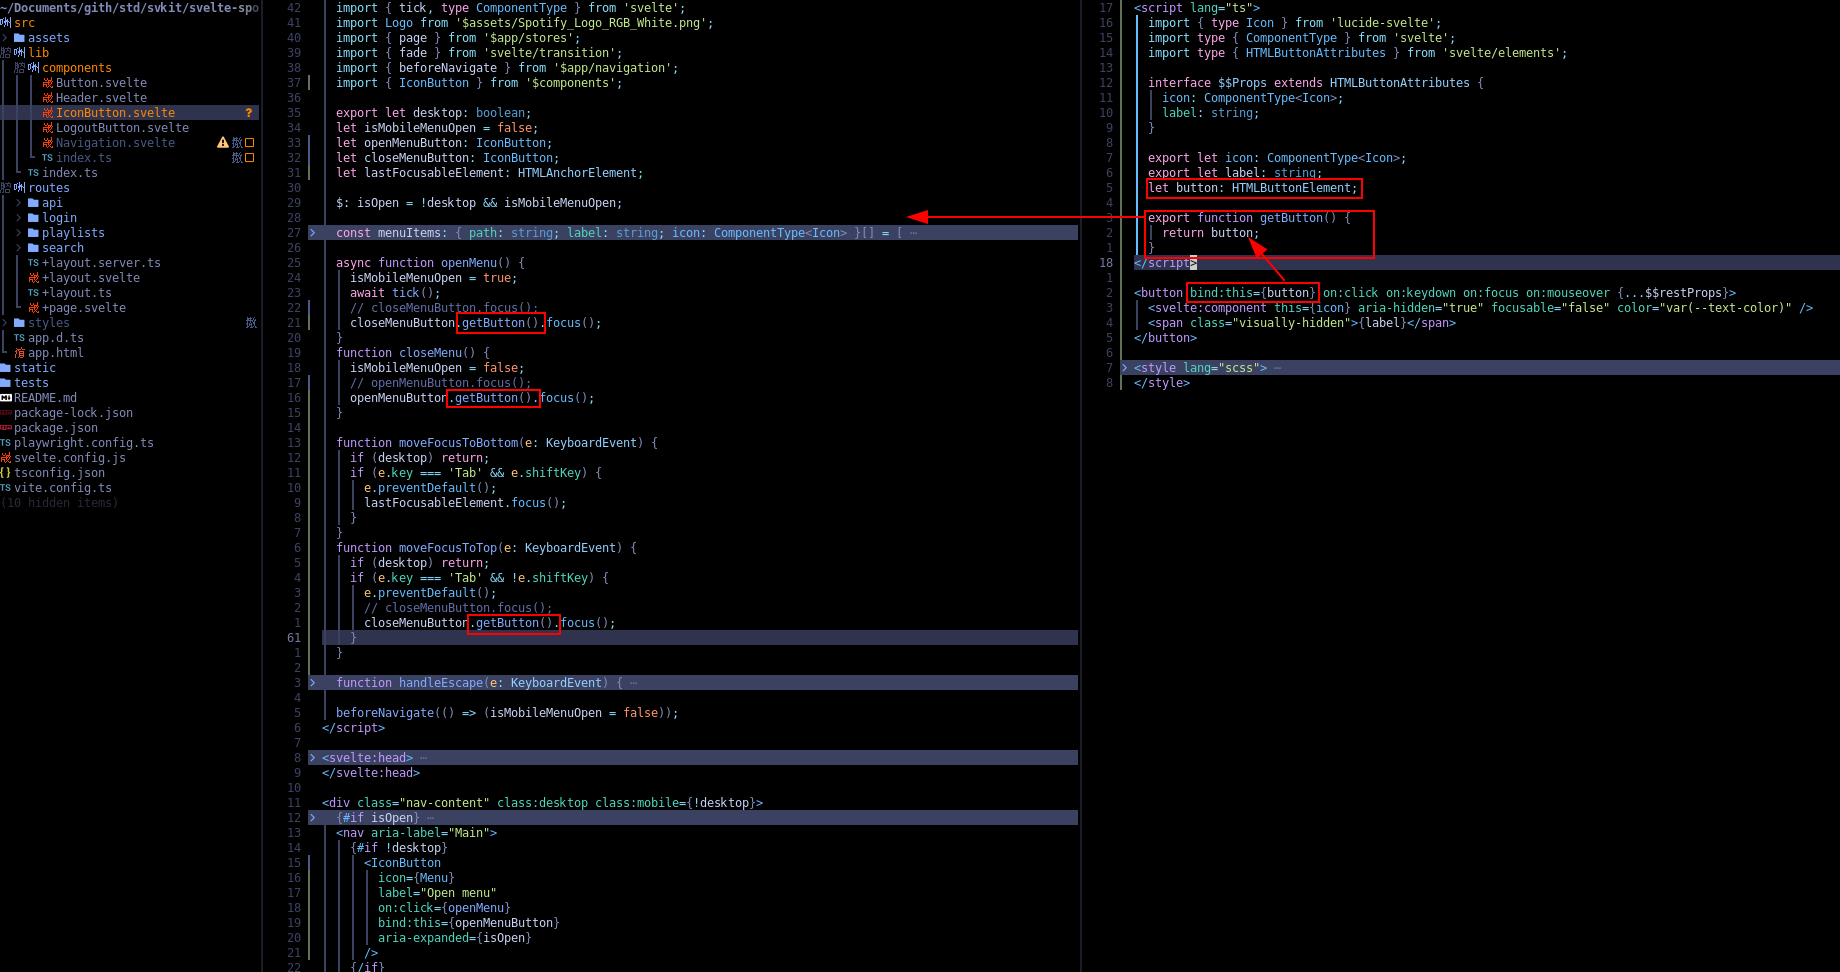 ~/Documents/gith/std/svkit/svelte-spo
src
assets
lib
components
Button.svelte
Header.svelte
IconButton.svelte ?
LogoutButton.svelte
Navigation.svelte
TS index.ts
TS index.ts
routes
api
login
playlists
search
+layout.server.ts
+layout.svelte
TS +layout.ts
+page.svelte
styles
TS app.d.ts
app.html
static
tests
README.md
package-lock.json
package.json
TS playwright.config.ts
svelte.config.js
{} tsconfig.json
TS vite.config.ts
(10 hidden items)
42 import { tick, type ComponentType } from 'svelte';
41 import Logo from '$assets/Spotify_Logo_RGB_White.png';
40 import { page } from '$app/stores';
39 import { fade } from 'svelte/transition';
38 import { beforeNavigate } from '$app/navigation';
37 import { IconButton } from '$components';
36
35 export let desktop: boolean;
34 let isMobileMenuOpen = false;
33 let openMenuButton: IconButton;
32 let closeMenuButton: IconButton;
31 let lastFocusableElement: HTMLAnchorElement;
30
29 $: isOpen = !desktop && isMobileMenuOpen;
28
27 > const menuItems: { path: string; label: string; icon: ComponentType<Icon> }[] = [ ⋯
26
25 async function openMenu() {
24 isMobileMenuOpen = true;
23 await tick();
22 // closeMenuButton.focus();
21 closeMenuButton.getButton().focus();
20 }
19 function closeMenu() {
18 isMobileMenuOpen = false;
17 // openMenuButton.focus();
16 openMenuButton.getButton().focus();
15 }
14
13 function moveFocusToBottom(e: KeyboardEvent) {
12 if (desktop) return;
11 if (e.key === 'Tab' && e.shiftKey) {
10 e.preventDefault();
9 lastFocusableElement.focus();
8 }
7 }
6 function moveFocusToTop(e: KeyboardEvent) {
5 if (desktop) return;
4 if (e.key === 'Tab' && !e.shiftKey) {
3 e.preventDefault();
2 // closeMenuButton.focus();
1 closeMenuButton.getButton().focus();
61 }
1 }
2
3 > function handleEscape(e: KeyboardEvent) { ⋯
4
5 beforeNavigate(() => (isMobileMenuOpen = false));
6 </script>
7
8 > <svelte:head> ⋯
9 </svelte:head>
10
11 <div class="nav-content" class:desktop class:mobile={!desktop}>
12 > {#if isOpen} ⋯
13 <nav aria-label="Main">
14 {#if !desktop}
15 <IconButton
16 icon={Menu}
17 label="Open menu"
18 on:click={openMenu}
19 bind:this={openMenuButton}
20 aria-expanded={isOpen}
21 />
22 {/if}
17 <script lang="ts">
16 import { type Icon } from 'lucide-svelte';
15 import type { ComponentType } from 'svelte';
14 import type { HTMLButtonAttributes } from 'svelte/elements';
13
12 interface $$Props extends HTMLButtonAttributes {
11 icon: ComponentType<Icon>;
10 label: string;
9 }
8
7 export let icon: ComponentType<Icon>;
6 export let label: string;
5 let button: HTMLButtonElement;
4
3 export function getButton() {
2 return button;
1 }
18 </script>
1
2 <button bind:this={button} on:click on:keydown on:focus on:mouseover {...$$restProps}>
3 <svelte:component this={icon} aria-hidden="true" focusable="false" color="var(--text-color)" />
4 <span class="visually-hidden">{label}</span>
5 </button>
6
7 > <style lang="scss"> ⋯
8 </style>